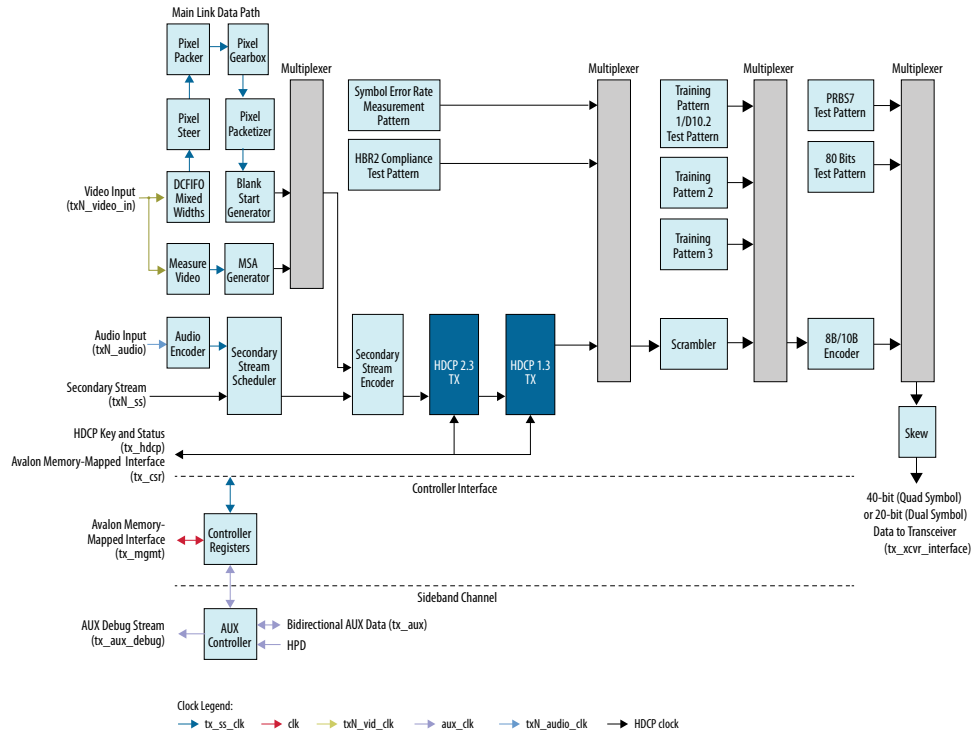 Main Link Data Path
Pixel
Packer
Pixel
Gearbox
Multiplexer
Pixel
Steer
Pixel
Packetizer
Video Input
(txN_video_in)
DCFIFO
Mixed
Widths
Blank
Start
Generator
Measure
Video
MSA
Generator
Symbol Error Rate
Measurement
Pattern
HBR2 Compliance
Test Pattern
Multiplexer
Training
Pattern
1/D10.2
Test Pattern
Training
Pattern 2
Training
Pattern 3
Multiplexer
PRBS7
Test Pattern
80 Bits
Test Pattern
Multiplexer
Audio Input
(txN_audio)
Audio
Encoder
Secondary
Stream
Scheduler
Secondary
Stream
Encoder
HDCP 2.3
TX
HDCP 1.3
TX
Scrambler
8B/10B
Encoder
Secondary Stream
(txN_ss)
HDCP Key and Status
(tx_hdcp)
Avalon Memory-Mapped Interface
(tx_csr)
Skew
Controller Interface
40-bit (Quad Symbol)
or 20-bit (Dual Symbol)
Data to Transceiver
(tx_xcvr_interface)
Avalon Memory-
Mapped Interface
(tx_mgmt)
Controller
Registers
Sideband Channel
AUX Debug Stream
(tx_aux_debug)
AUX
Controller
Bidirectional AUX Data (tx_aux)
HPD
Clock Legend:
tx_ss_clk clk txN_vid_clk aux_clk txN_audio_clk HDCP clock